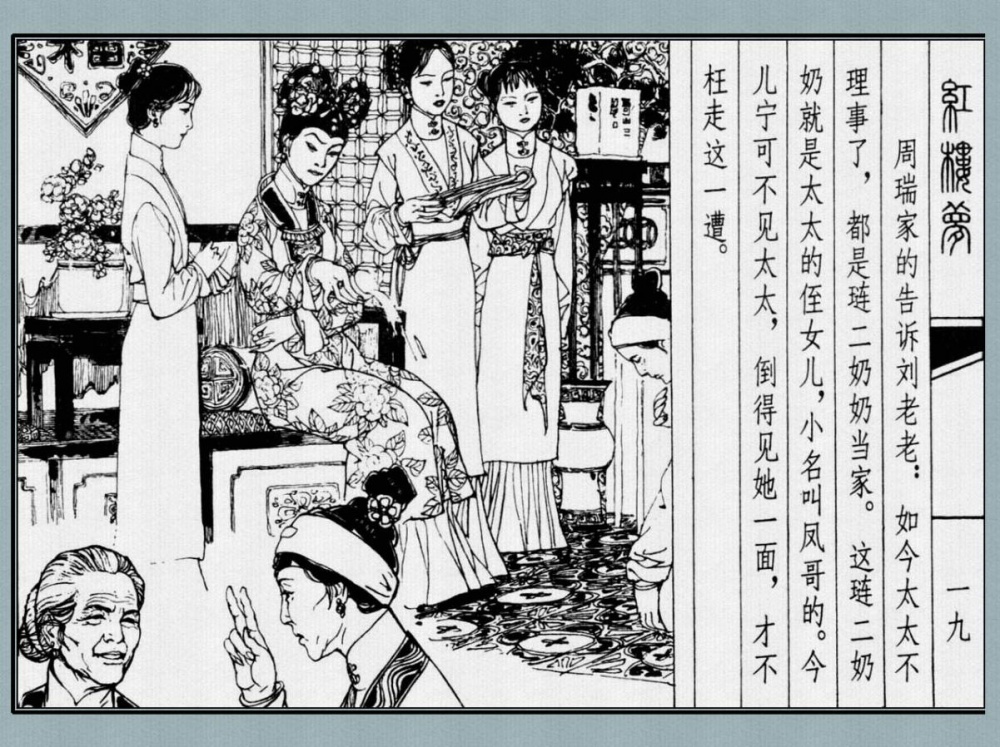 红楼梦
一九
周瑞家的告诉刘老老：如今太太不
理事了，都是琏二奶奶当家。这琏二奶
奶就是太太的侄女儿，小名叫凤哥的。今
儿宁可不见太太，倒得见她一面，才不
枉走这一遭。
福